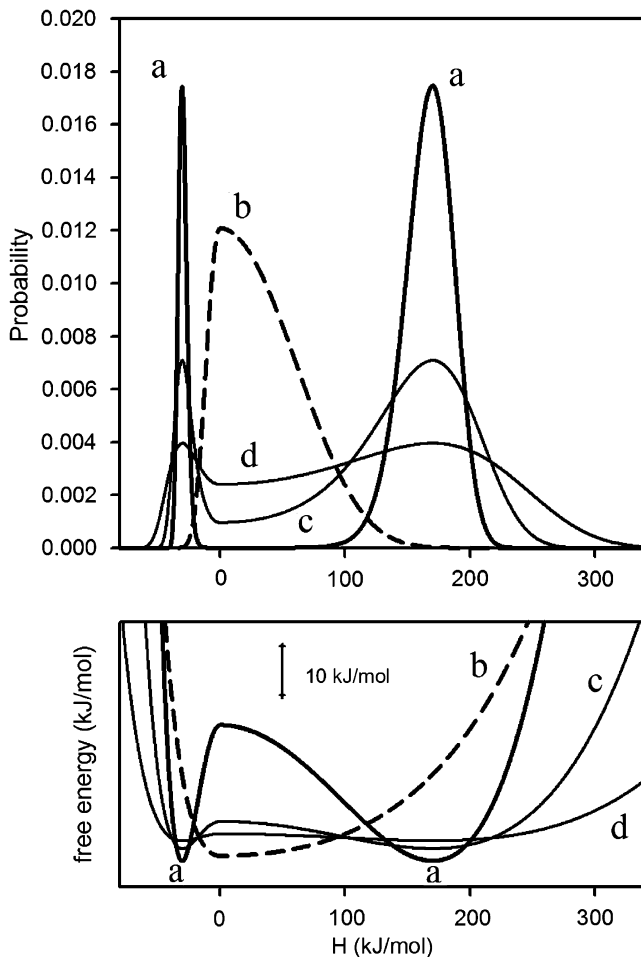 0.020
0.018
0.016
0.014
0.012
0.010
0.008
0.006
0.004
0.002
0.000
Probability
a
a
b
d
c
0
100
200
300
free energy (kJ/mol)
10 kJ/mol
b
c
d
a
a
0
100
200
300
H (kJ/mol)